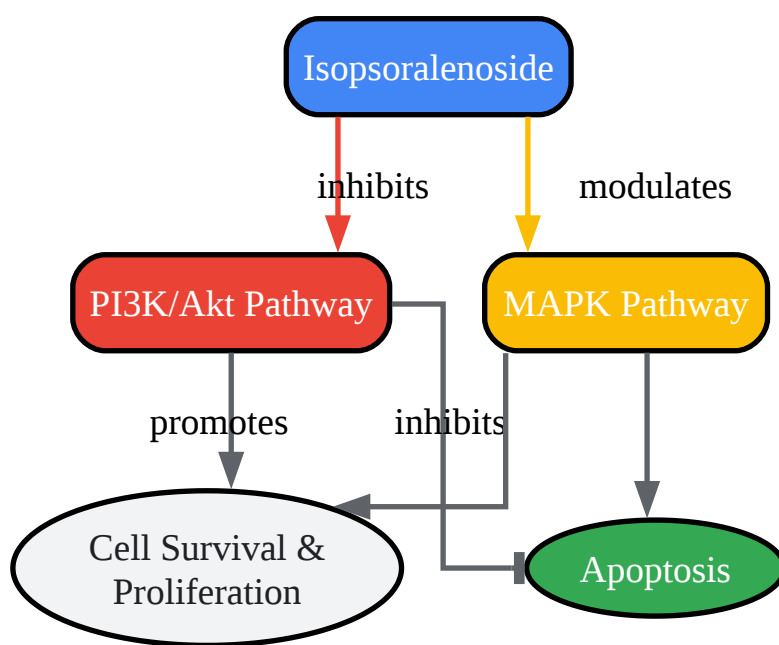 Isopsoralenoside
inhibits
modulates
PI3K/Akt Pathway
MAPK Pathway
promotes
inhibits
Cell Survival &
Proliferation
Apoptosis